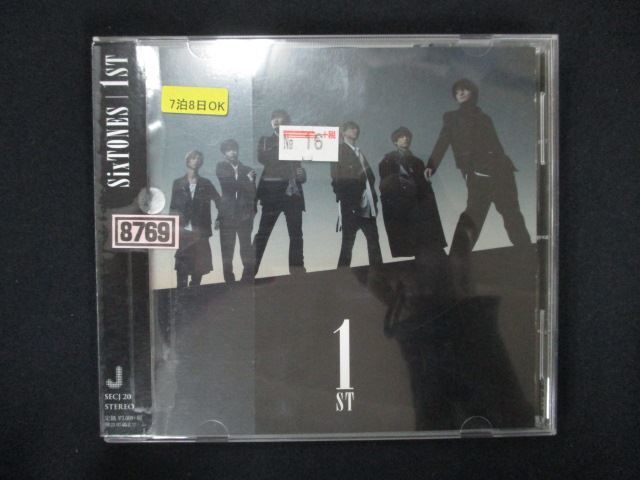 SixTONES | 1ST
7泊8日OK
No 16
8769
1
ST
J
SECJ 20
STEREO